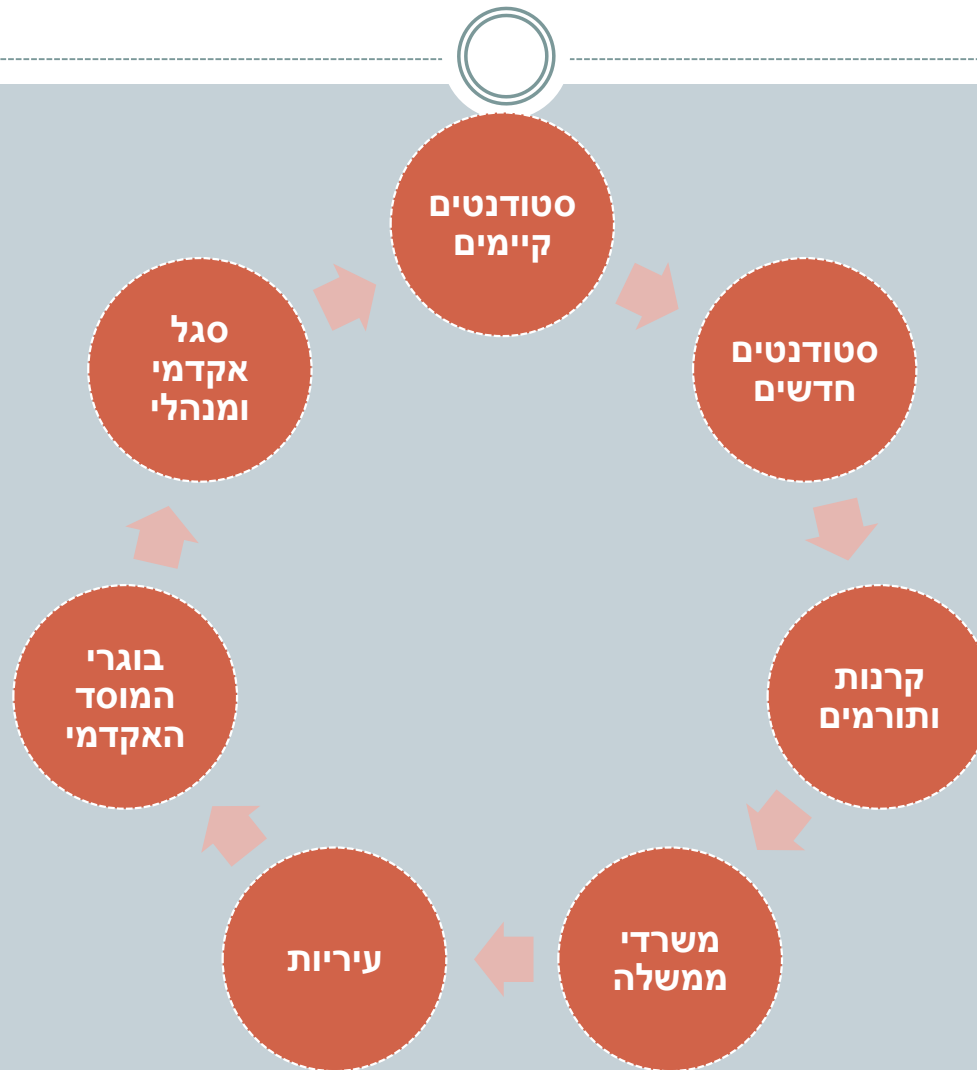 סטודנטים
קיימים
סטודנטים
חדשים
קרנות
ותורמים
משרדי
ממשלה
עיריות
בוגרי
המוסד
האקדמי
סגל
אקדמי
ומנהלי